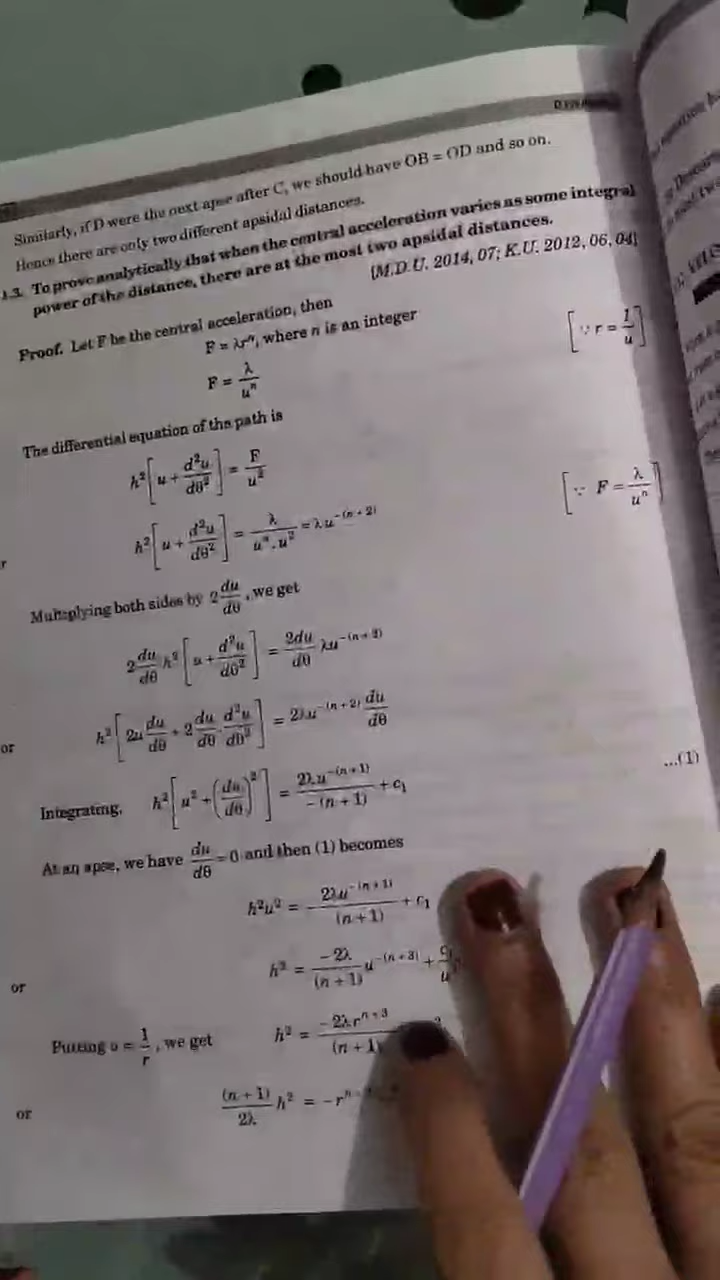 Similarly, if D were the next apse after C, we should have OB = OD and so on.
Hence there are only two different apsidal distances.
1.3. To prove analytically that when the central acceleration varies as some integral
power of the distance, there are at the most two apsidal distances.
[M.D.U. 2014, 07; K.U. 2012, 06, 04]
Proof. Let F be the central acceleration, then
F = λrⁿ, where n is an integer
F = λ/uⁿ [∵ r = 1/u]
The differential equation of the path is
h²[u + d²u/dθ²] = F/u²
r h²[u + d²u/dθ²] = λ/(uⁿ.u²) = λu^-(n + 2) [∵ F = λ/uⁿ]
Multiplying both sides by 2 du/dθ, we get
2 du/dθ h²[u + d²u/dθ²] = 2du/dθ λu^-(n + 2)
or h²[2u du/dθ + 2 du/dθ . d²u/dθ²] = 2λu^-(n + 2) du/dθ
Integrating, h²[u² + (du/dθ)²] = 2λu^-(n + 1)/-(n + 1) + c₁ ...(1)
At an apse, we have du/dθ = 0 and then (1) becomes
h²u² = - 2λu^-(n + 1)/(n + 1) + c₁
or h² = -2λ/(n + 1) u^-(n + 3) + c₁/u
Putting u = 1/r, we get h² = -2λr^(n + 3)/(n + 1)
or (n + 1)/2λ h² = -rⁿ